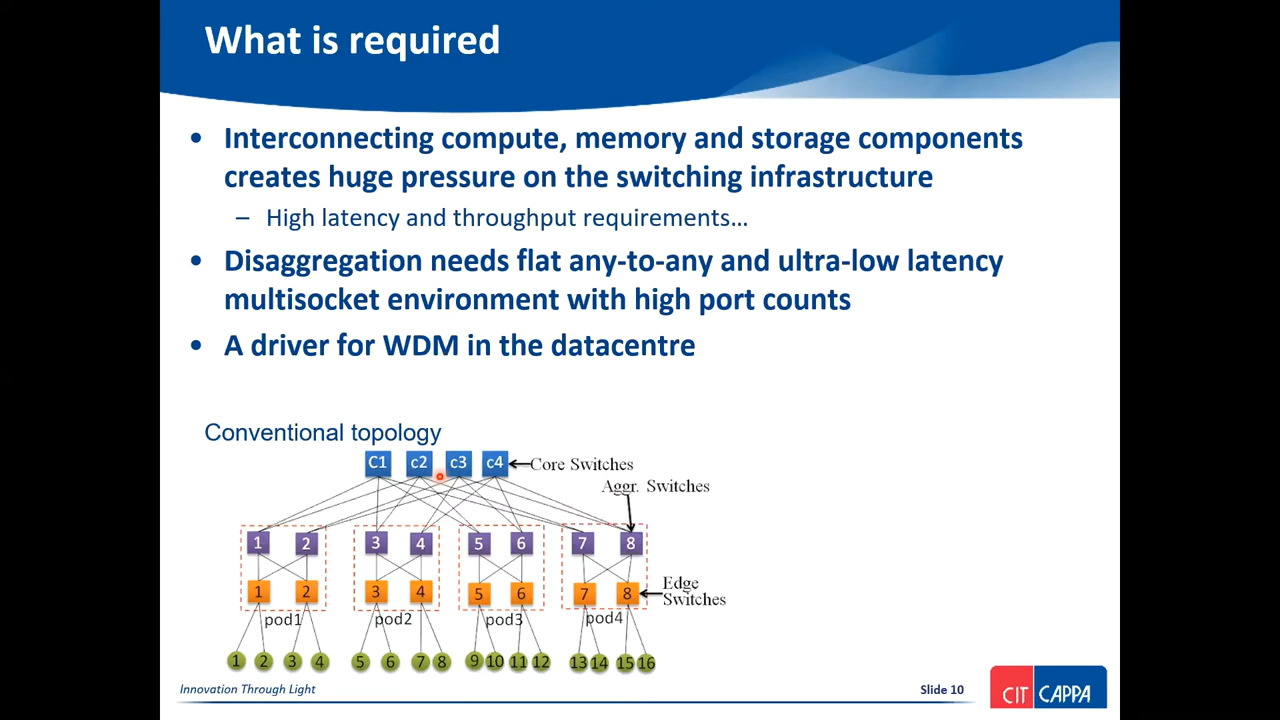 What is required
• Interconnecting compute, memory and storage components
creates huge pressure on the switching infrastructure
– High latency and throughput requirements…
• Disaggregation needs flat any-to-any and ultra-low latency
multisocket environment with high port counts
• A driver for WDM in the datacentre
Conventional topology
C1 c2 c3 c4 Core Switches
Aggr. Switches
1 2 3 4 5 6 7 8
1 2 3 4 5 6 7 8 Edge
Switches
pod1 pod2 pod3 pod4
1 2 3 4 5 6 7 8 9 10 11 12 13 14 15 16
Innovation Through Light
Slide 10
CIT CAPPA